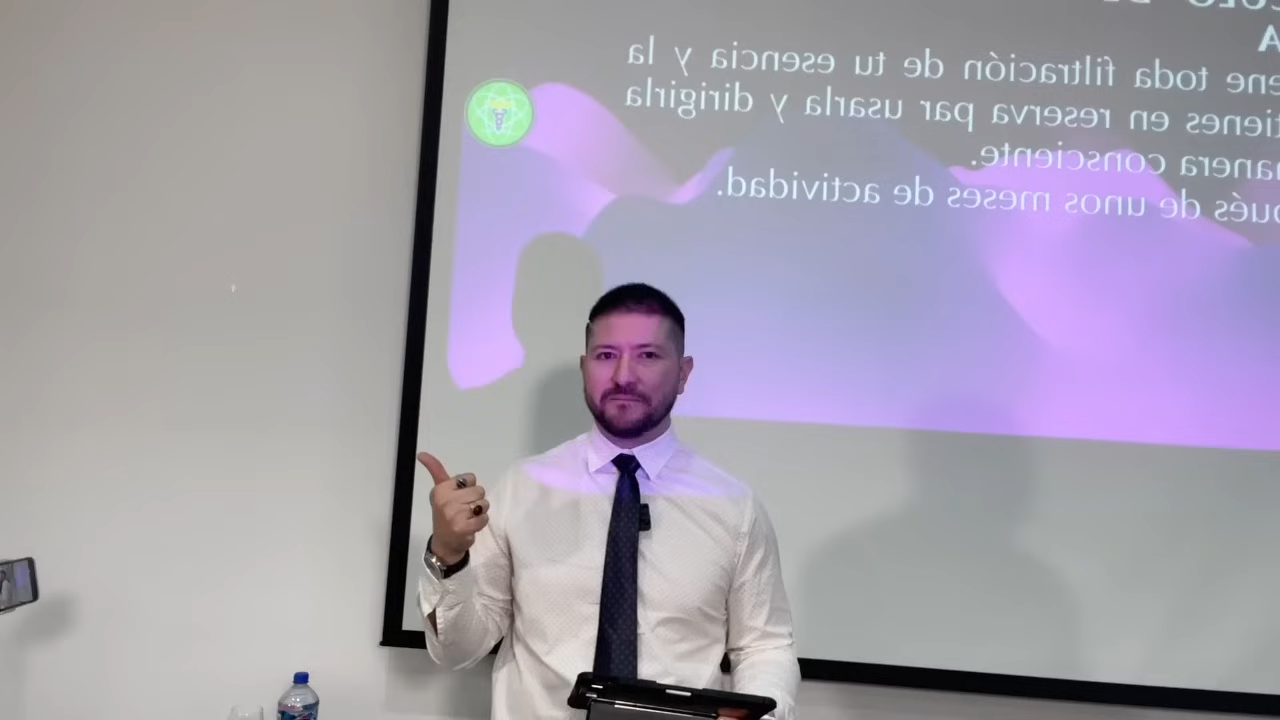 A
ene toda filtración de tu esencia y la
tienes en reserva par usarla y dirigirla
anera consciente.
pués de unos meses de actividad.